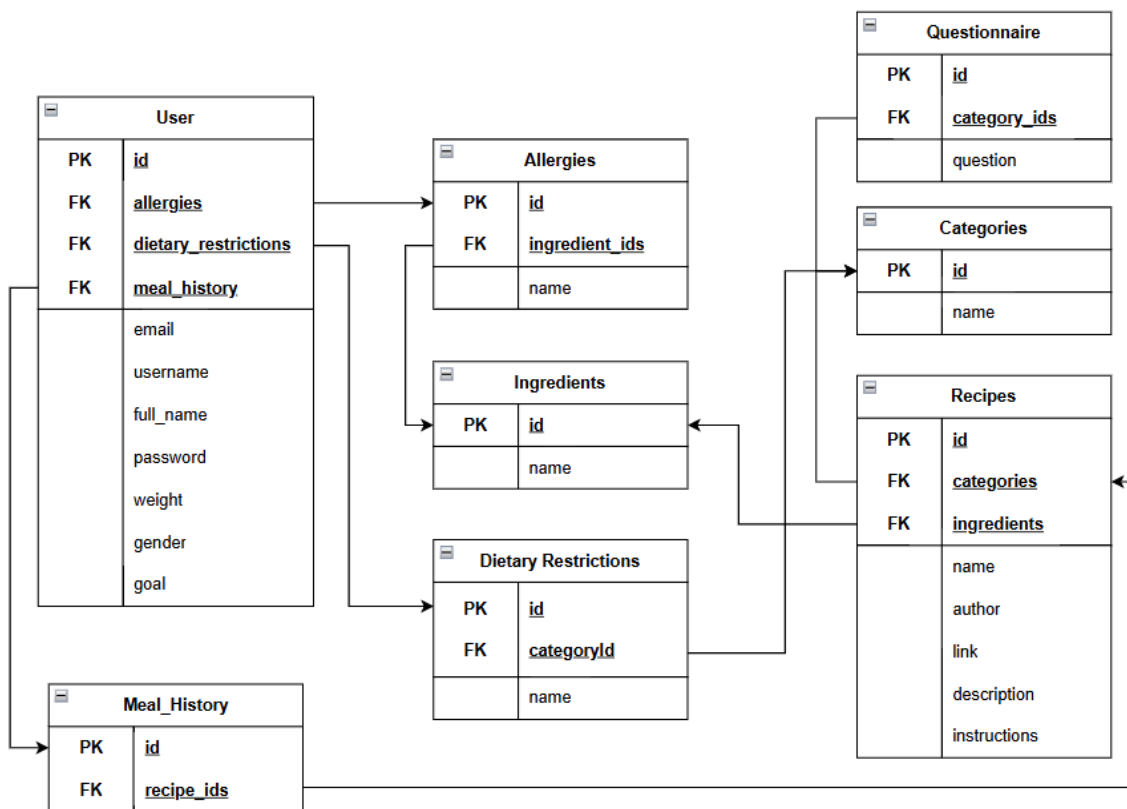 User
PK id
FK allergies
FK dietary_restrictions
FK meal_history
email
username
full_name
password
weight
gender
goal
Meal_History
PK id
FK recipe_ids
Allergies
PK id
FK ingredient_ids
name
Ingredients
PK id
name
Dietary Restrictions
PK id
FK categoryId
name
Questionnaire
PK id
FK category_ids
question
Categories
PK id
name
Recipes
PK id
FK categories
FK ingredients
name
author
link
description
instructions